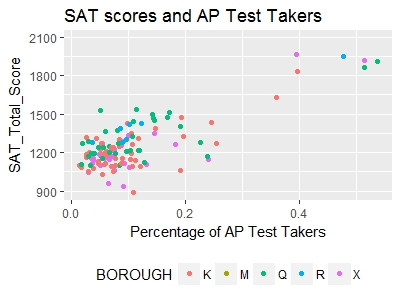 SAT scores and AP Test Takers
SAT_Total_Score
2100
1800
1500
1200
900
0.0 0.2 0.4
Percentage of AP Test Takers
BOROUGH K M Q R X